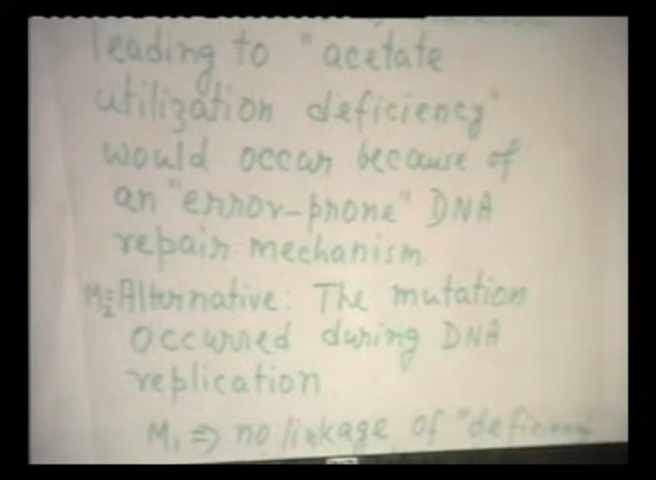 leading to "acetate
utilization deficiency"
would occur because of
an "error-prone" DNA
repair mechanism
M2= Alternative: The mutation
occurred during DNA
replication
M1 ⇒ no linkage of "deficient